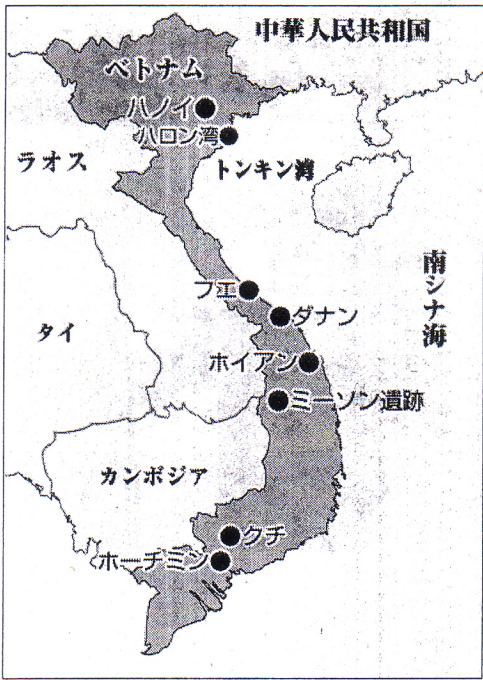 中華人民共和国
ベトナム
ハノイ
ハロン湾
ラオス
トンキン湾
南シナ海
フエ
ダナン
タイ
ホイアン
ミーソン遺跡
カンボジア
クチ
ホーチミン